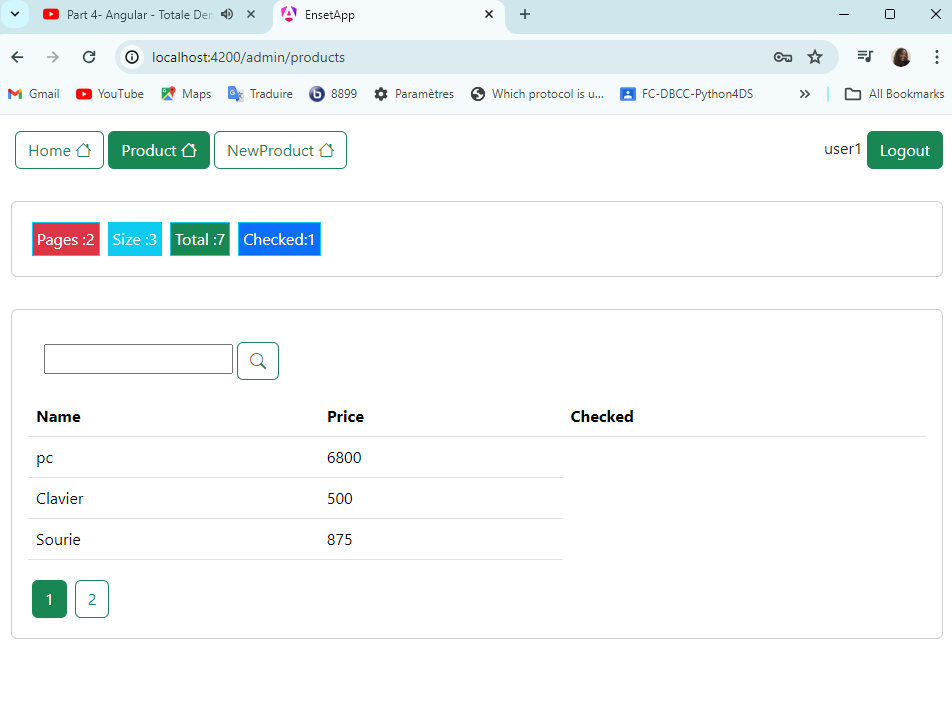 Part 4- Angular - Totale Den
EnsetApp
localhost:4200/admin/products
Gmail YouTube Maps Traduire 8899 Paramètres Which protocol is u... FC-DBCC-Python4DS All Bookmarks
Home Product NewProduct user1 Logout
Pages :2 Size :3 Total :7 Checked:1
Name Price Checked
pc 6800
Clavier 500
Sourie 875
1 2